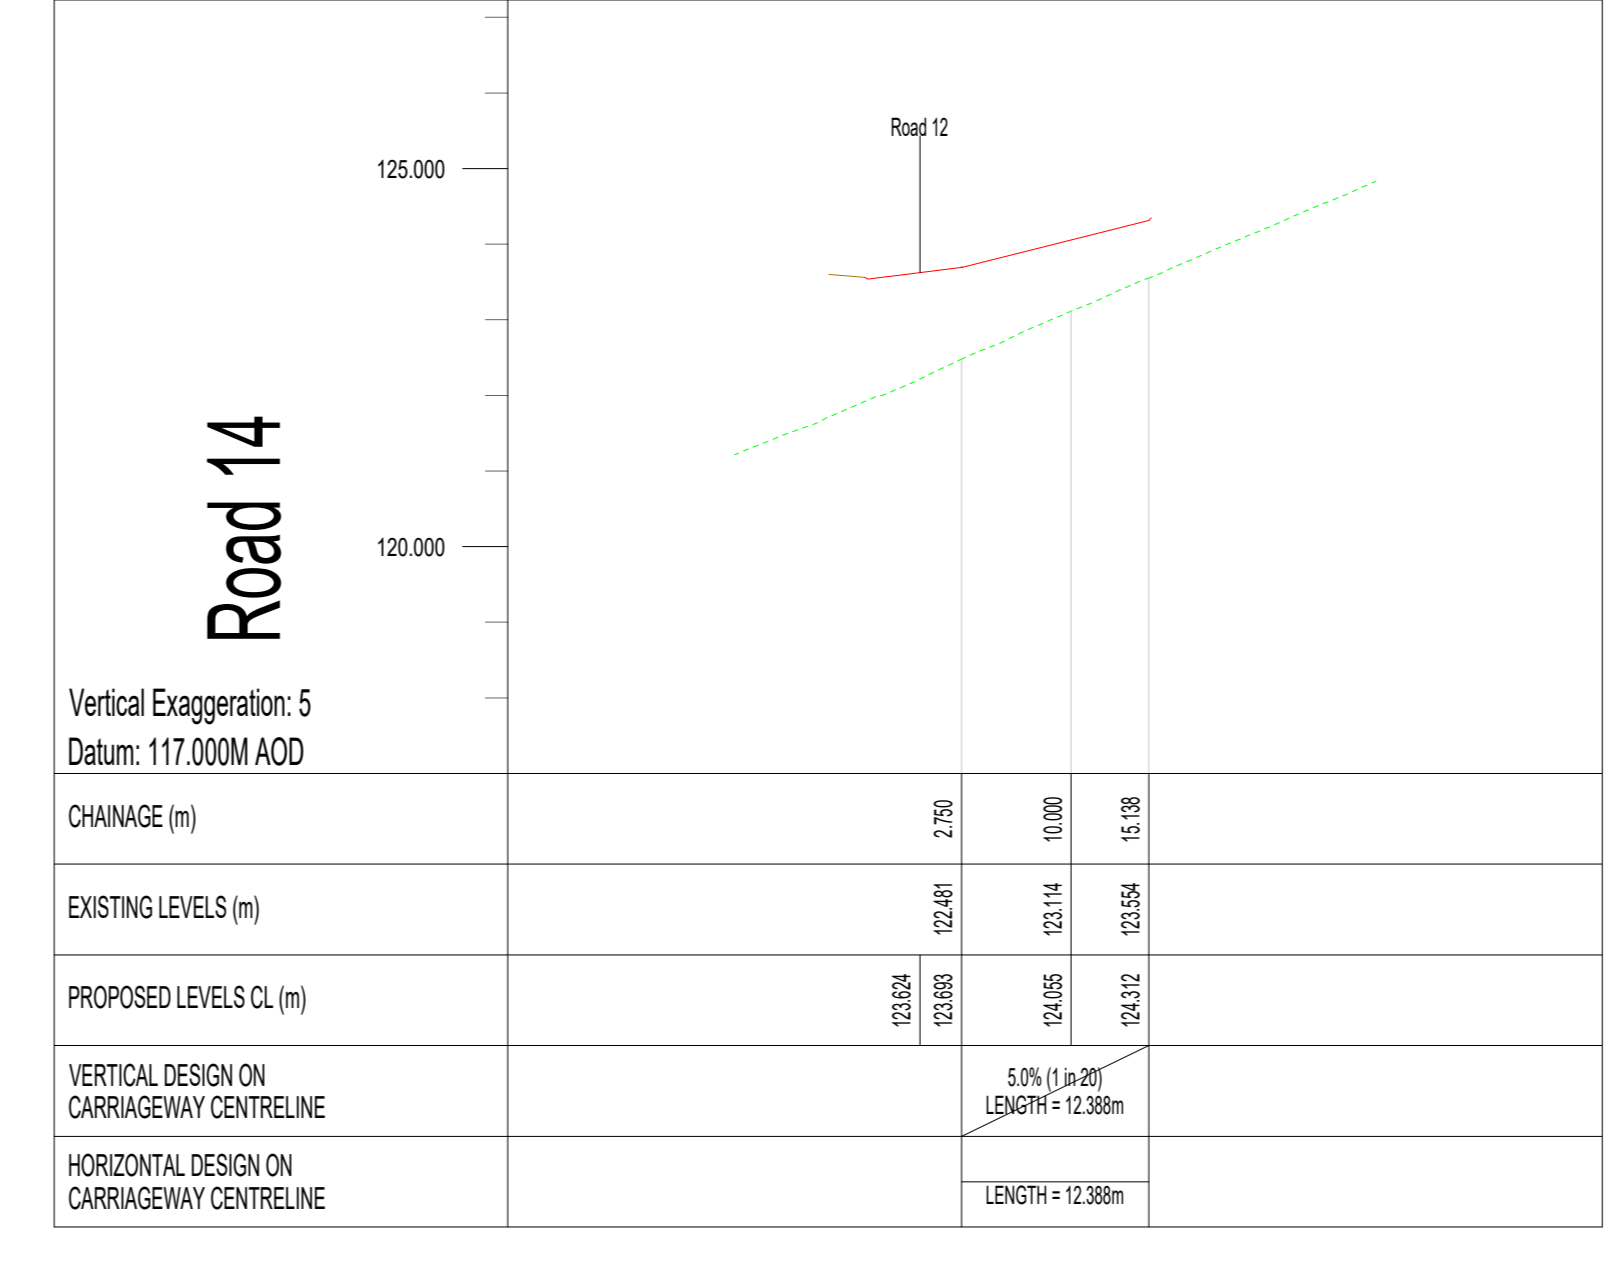 Road 12
125.000
120.000
Road 14
Vertical Exaggeration: 5
Datum: 117.000M AOD
CHAINAGE (m)
2.750
10.000
15.138
EXISTING LEVELS (m)
122.481
123.114
123.554
PROPOSED LEVELS CL (m)
123.624
123.693
124.055
124.312
VERTICAL DESIGN ON
CARRIAGEWAY CENTRELINE
5.0% (1 in 20)
LENGTH = 12.388m
HORIZONTAL DESIGN ON
CARRIAGEWAY CENTRELINE
LENGTH = 12.388m